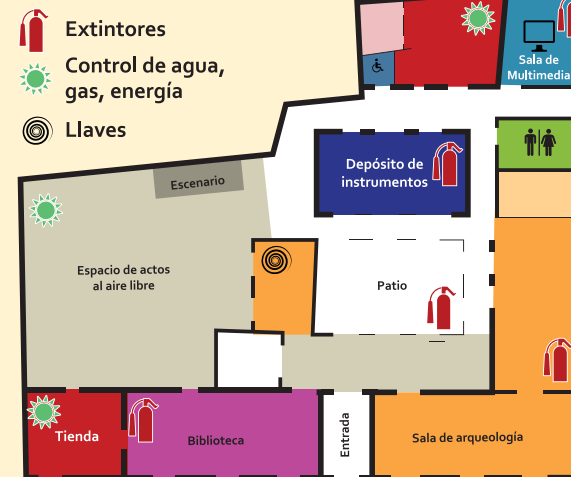 Extintores
Control de agua,
gas, energía
Llaves
Sala de
Multimedia
Depósito de
instrumentos
Escenario
Espacio de actos
al aire libre
Patio
Tienda
Biblioteca
Entrada
Sala de arqueología